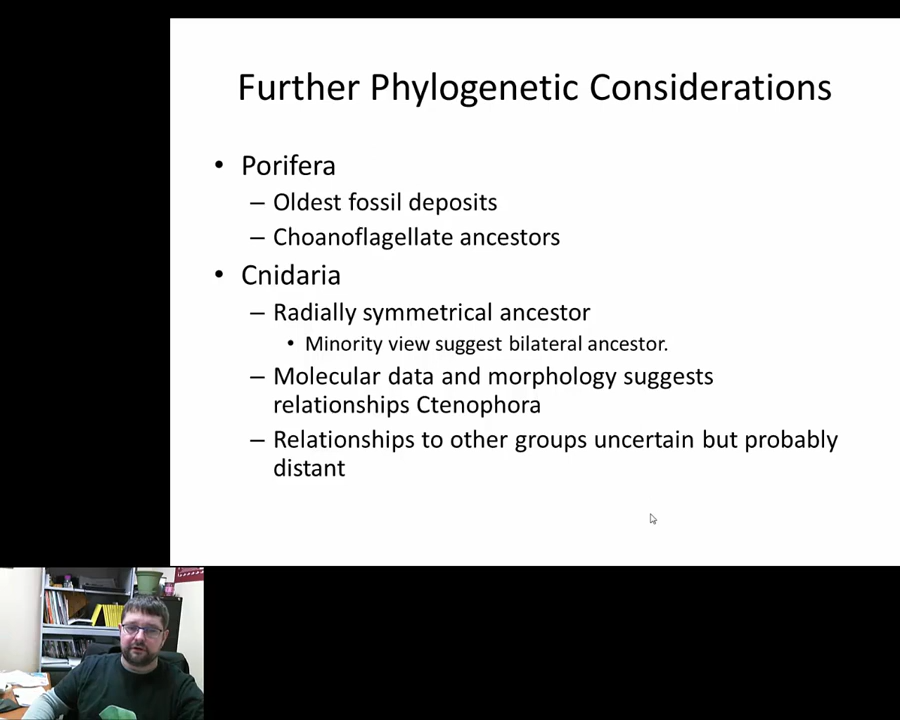 Further Phylogenetic Considerations
• Porifera
– Oldest fossil deposits
– Choanoflagellate ancestors
• Cnidaria
– Radially symmetrical ancestor
• Minority view suggest bilateral ancestor.
– Molecular data and morphology suggests
relationships Ctenophora
– Relationships to other groups uncertain but probably
distant